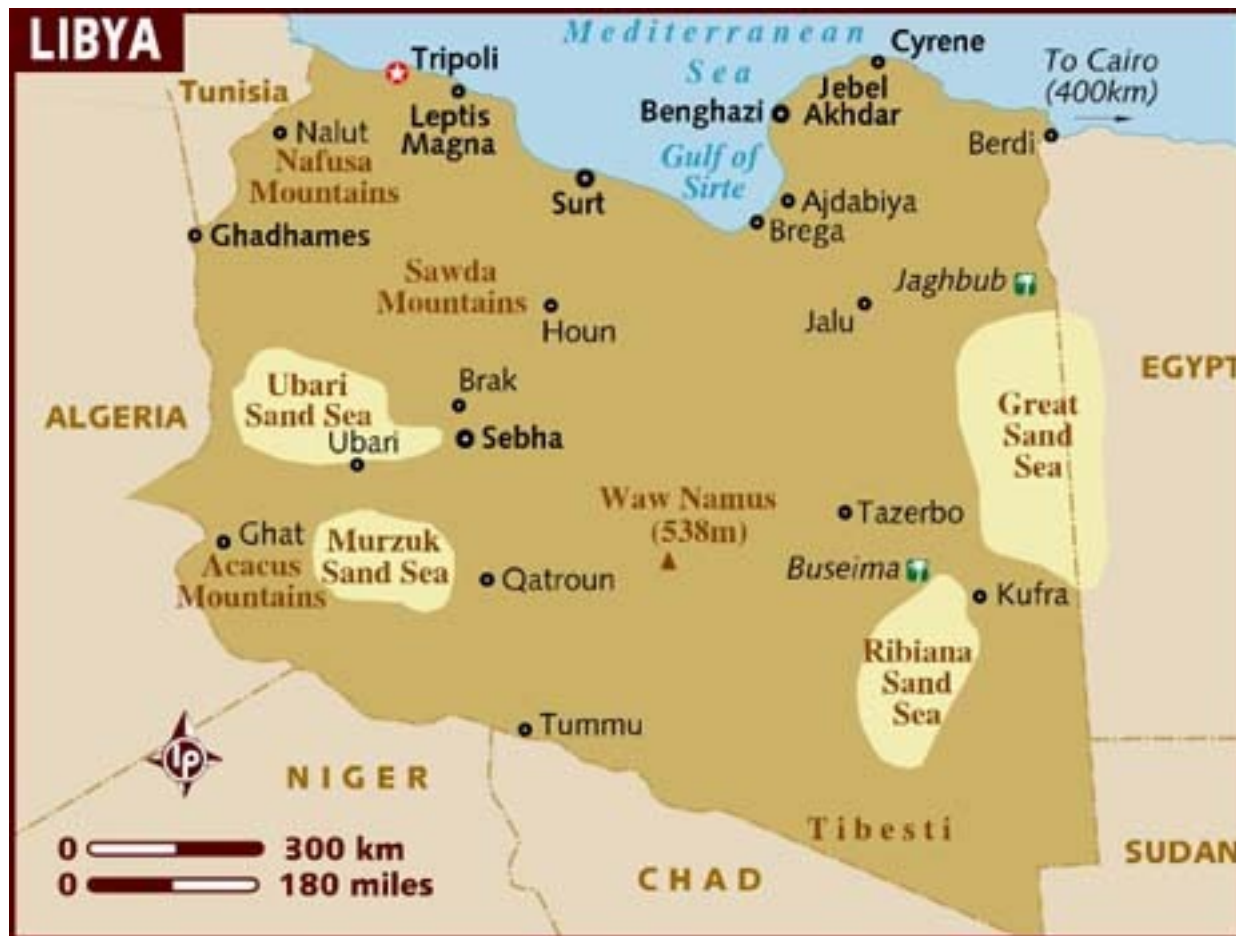 LIBYA
Mediterranean
Sea
Cyrene
To Cairo
(400km)
Tripoli
Tunisia
Leptis
Magna
Benghazi
Jebel
Akhdar
Nalut
Nafusa
Mountains
Gulf of
Sirte
Berdi
Surt
Ajdabiya
Brega
Ghadhames
Sawda
Mountains
Houn
Jaghbub
Jalu
EGYPT
ALGERIA
Ubari
Sand Sea
Ubari
Brak
Sebha
Great
Sand
Sea
Waw Namus
(538m)
Tazerbo
Ghat
Acacus
Mountains
Murzuk
Sand Sea
Qatroun
Buseima
Kufra
Ribiana
Sand
Sea
Tummu
lp
NIGER
Tibesti
CHAD
SUDAN
0 300 km
0 180 miles